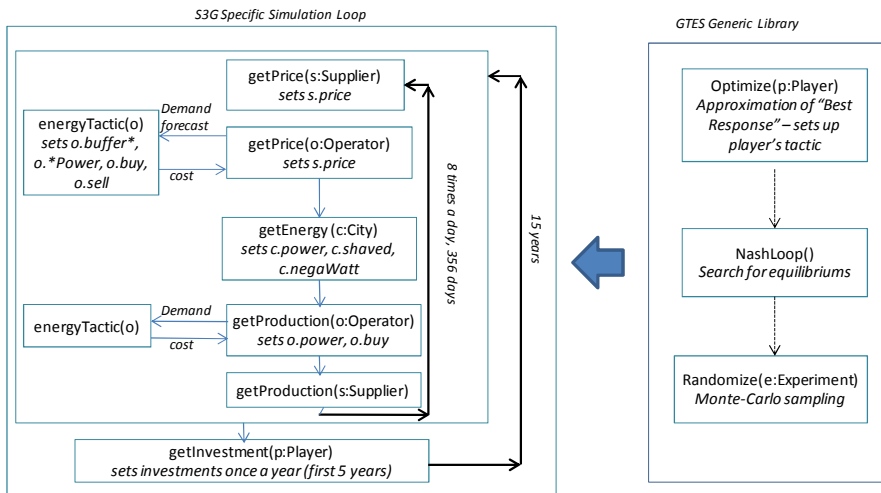 S3G Specific Simulation Loop
getPrice(s:Supplier)
sets s.price
energyTactic(o)
sets o.buffer*,
o.*Power, o.buy,
o.sell
Demand
forecast
cost
getPrice(o:Operator)
sets s.price
getEnergy (c:City)
sets c.power, c.shaved,
c.negaWatt
energyTactic(o)
Demand
cost
getProduction(o:Operator)
sets o.power, o.buy
getProduction(s:Supplier)
8 times a day, 356 days
15 years
getInvestment(p:Player)
sets investments once a year (first 5 years)
GTES Generic Library
Optimize(p:Player)
Approximation of “Best
Response” – sets up
player’s tactic
NashLoop()
Search for equilibriums
Randomize(e:Experiment)
Monte-Carlo sampling